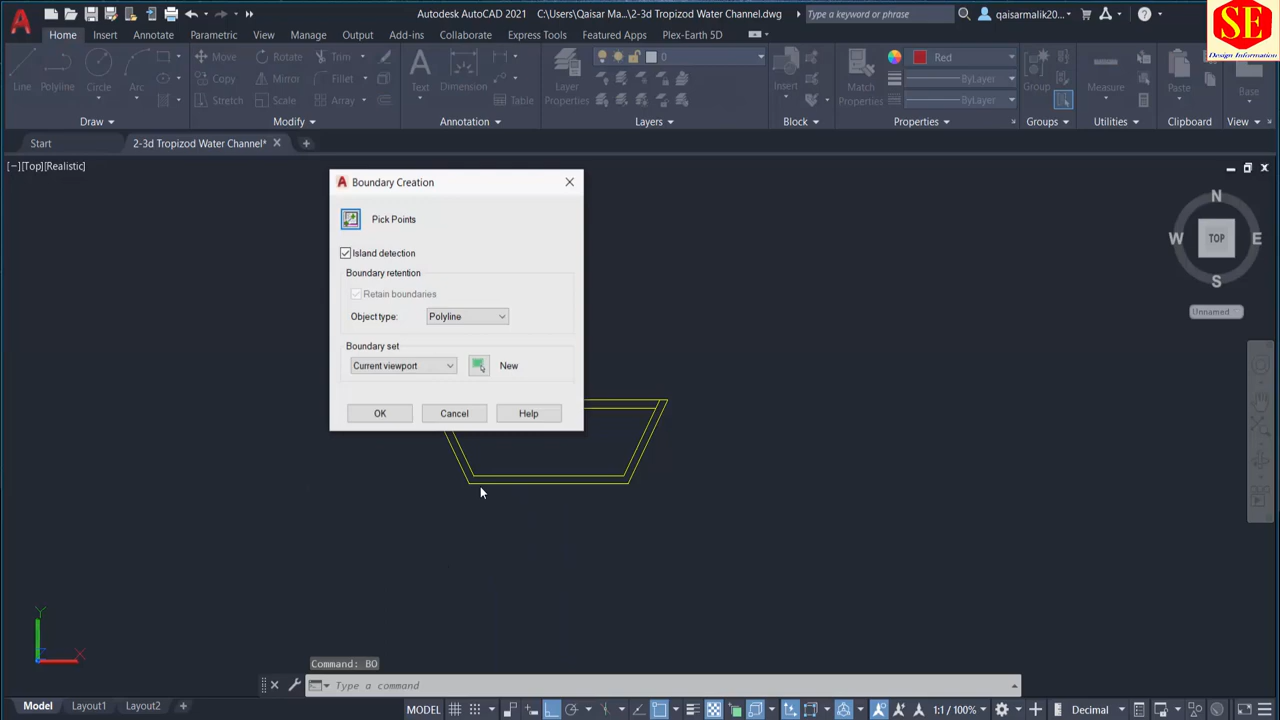 Autodesk AutoCAD 2021 C:\Users\Qaisar Ma...\2-3d Tropizod Water Channel.dwg Type a keyword or phrase qaisarmalik20...
SE
Design Information
Home Insert Annotate Parametric View Manage Output Add-ins Collaborate Express Tools Featured Apps Plex-Earth 5D
Line Polyline Circle Arc
Move Rotate Trim
Copy Mirror Fillet
Stretch Scale Array
Text Dimension Table
Layer Properties
0
Insert
Match Properties
Red
ByLayer
ByLayer
Group
Measure
Paste
Base
Draw Modify Annotation Layers Block Properties Groups Utilities Clipboard View
Start 2-3d Tropizod Water Channel*
[−][Top][Realistic]
Boundary Creation
Pick Points
Island detection
Boundary retention
Retain boundaries
Object type: Polyline
Boundary set
Current viewport New
OK Cancel Help
N
W TOP E
S
Unnamed
Y
X
Command: BO
Type a command
Model Layout1 Layout2
MODEL 1:1 / 100% Decimal